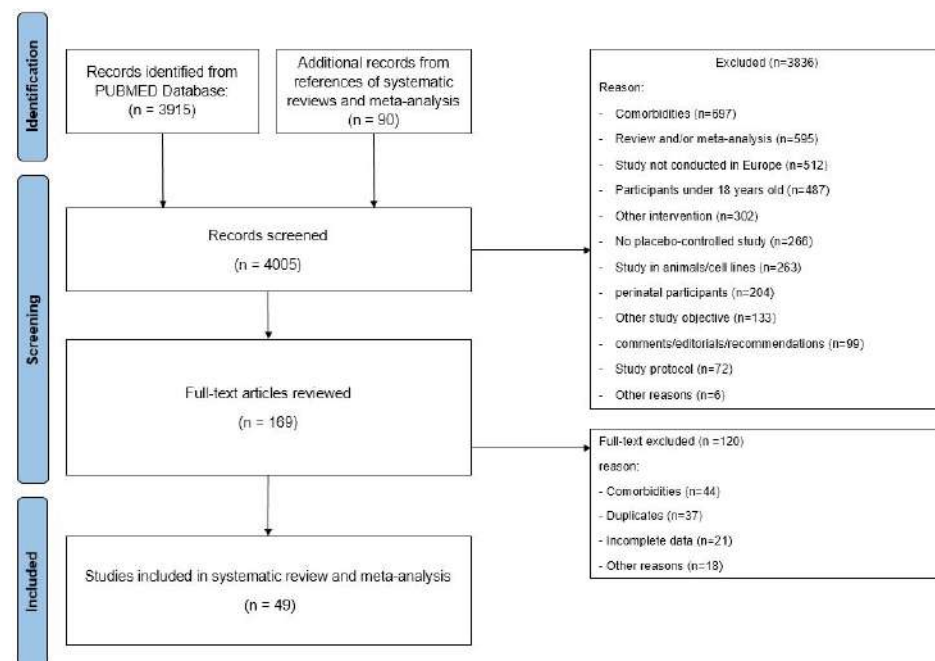 Identification
Records identified from
PUBMED Database:
(n = 3915)
Additional records from
references of systematic
reviews and meta-analysis
(n = 90)
Excluded (n=3836)
Reason:
- Comorbidities (n=697)
- Review and/or meta-analysis (n=595)
- Study not conducted in Europe (n=512)
- Participants under 18 years old (n=487)
- Other intervention (n=302)
- No placebo-controlled study (n=266)
- Study in animals/cell lines (n=263)
- perinatal participants (n=204)
- Other study objective (n=133)
- comments/editorials/recommendations (n=99)
- Study protocol (n=72)
- Other reasons (n=6)
Screening
Records screened
(n = 4005)
Full-text articles reviewed
(n = 169)
Full-text excluded (n =120)
reason:
- Comorbidities (n=44)
- Duplicates (n=37)
- Incomplete data (n=21)
- Other reasons (n=18)
Included
Studies included in systematic review and meta-analysis
(n = 49)